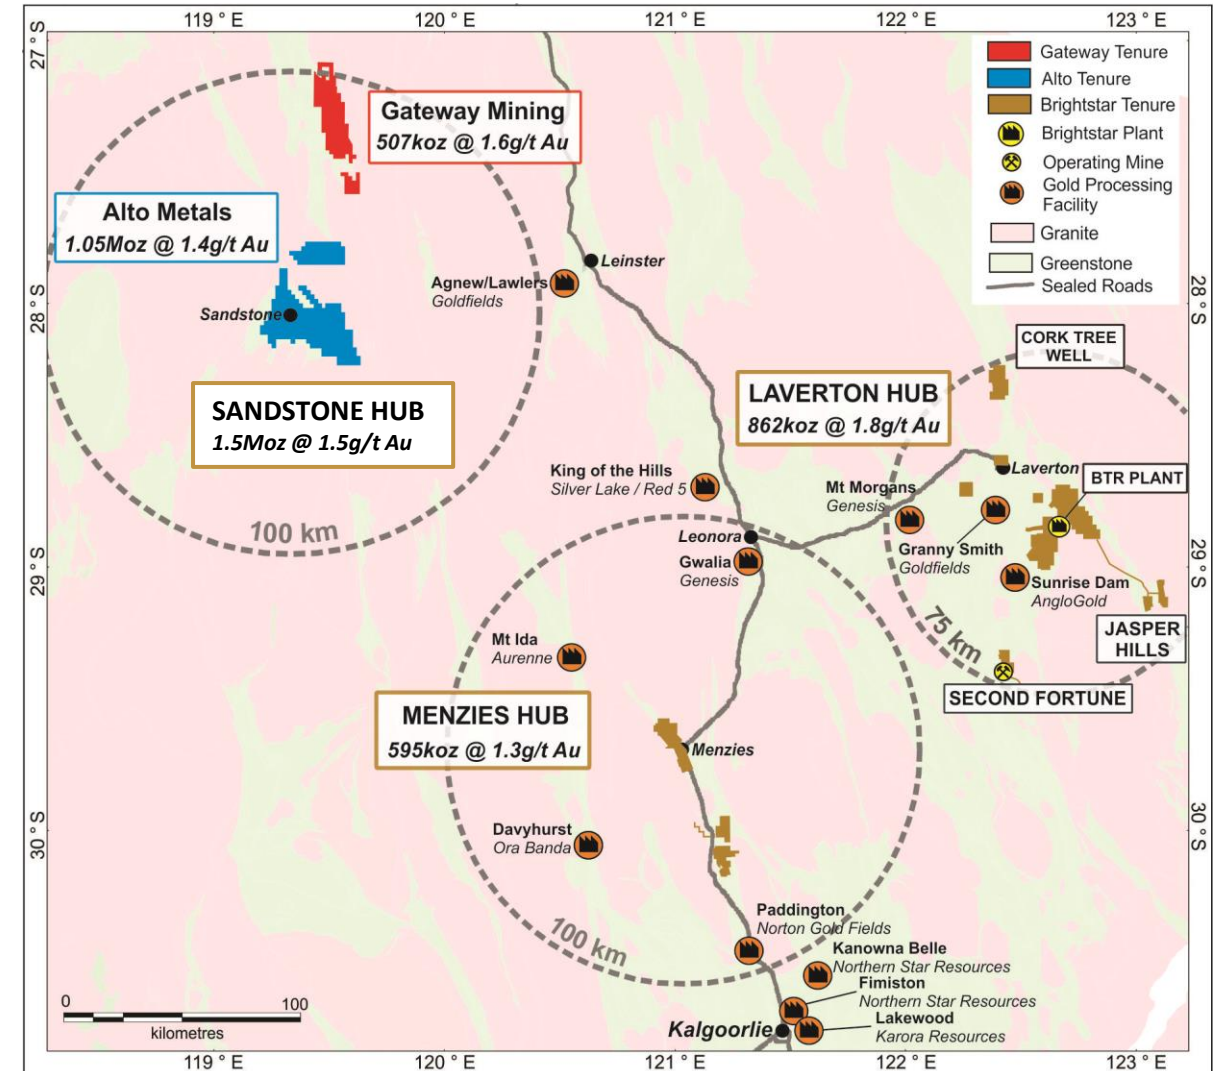 119 ° E
120 ° E
121 ° E
122 ° E
123 ° E
27° S
28° S
29° S
30° S
28° S
29° S
30° S
Gateway Tenure
Alto Tenure
Brightstar Tenure
Brightstar Plant
Operating Mine
Gold Processing
Facility
Granite
Greenstone
Sealed Roads
Gateway Mining
507koz @ 1.6g/t Au
Alto Metals
1.05Moz @ 1.4g/t Au
Sandstone
SANDSTONE HUB
1.5Moz @ 1.5g/t Au
100 km
Leinster
Agnew/Lawlers
Goldfields
CORK TREE
WELL
LAVERTON HUB
862koz @ 1.8g/t Au
King of the Hills
Silver Lake / Red 5
Laverton
BTR PLANT
Mt Morgans
Genesis
Leonora
Gwalia
Genesis
Granny Smith
Goldfields
Sunrise Dam
AngloGold
75 km
JASPER
HILLS
SECOND FORTUNE
Mt Ida
Aurenne
MENZIES HUB
595koz @ 1.3g/t Au
Menzies
Davyhurst
Ora Banda
100 km
Paddington
Norton Gold Fields
Kanowna Belle
Northern Star Resources
Fimiston
Northern Star Resources
Lakewood
Karora Resources
Kalgoorlie
0
100
kilometres
119 ° E
120 ° E
121 ° E
122 ° E
123 ° E